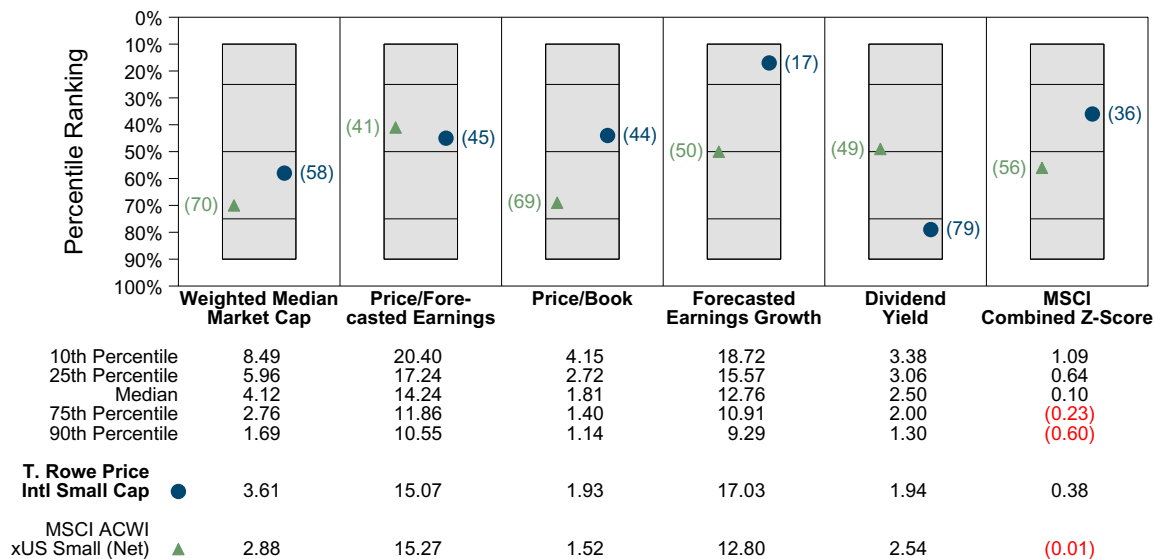 0%
10%
20%
30%
40%
50%
60%
70%
80%
90%
100%
Percentile Ranking
(70) (58)
(41) (45)
(69) (44)
(50) (17)
(49) (79)
(56) (36)
Weighted Median
Market Cap
Price/Fore-
casted Earnings
Price/Book
Forecasted
Earnings Growth
Dividend
Yield
MSCI
Combined Z-Score
10th Percentile 8.49 20.40 4.15 18.72 3.38 1.09
25th Percentile 5.96 17.24 2.72 15.57 3.06 0.64
Median 4.12 14.24 1.81 12.76 2.50 0.10
75th Percentile 2.76 11.86 1.40 10.91 2.00 (0.23)
90th Percentile 1.69 10.55 1.14 9.29 1.30 (0.60)
T. Rowe Price
Intl Small Cap 3.61 15.07 1.93 17.03 1.94 0.38
MSCI ACWI
xUS Small (Net) 2.88 15.27 1.52 12.80 2.54 (0.01)